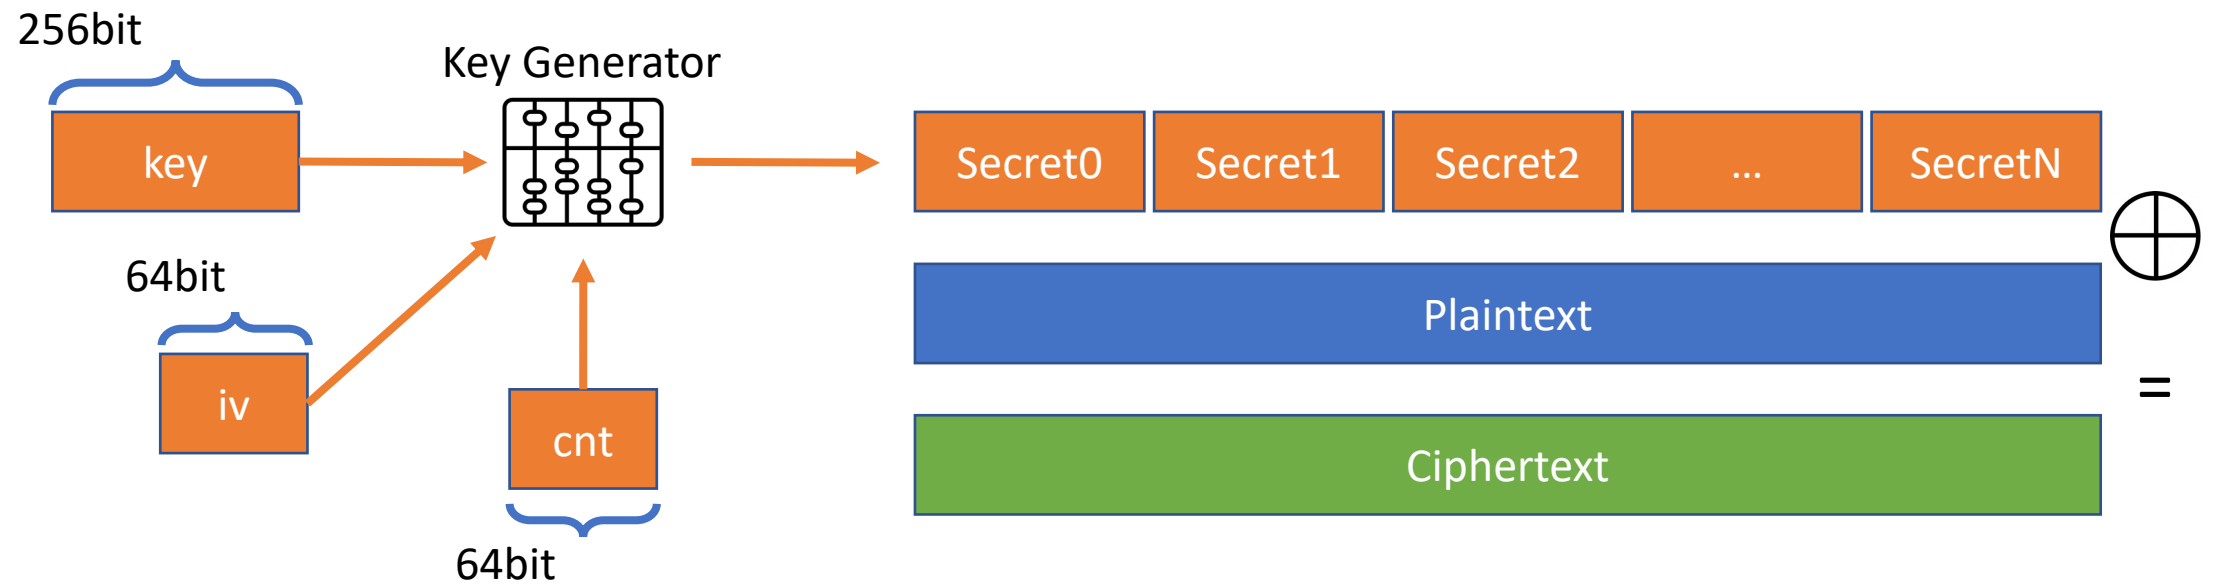 256bit
Key Generator
key
Secret0
Secret1
Secret2
...
SecretN
64bit
iv
Plaintext
=
cnt
Ciphertext
64bit